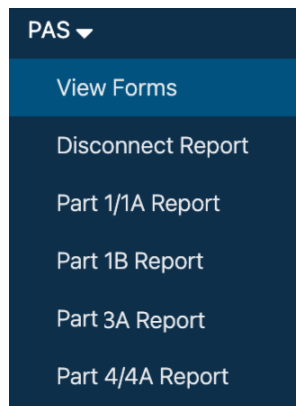 PAS
View Forms
Disconnect Report
Part 1/1A Report
Part 1B Report
Part 3A Report
Part 4/4A Report